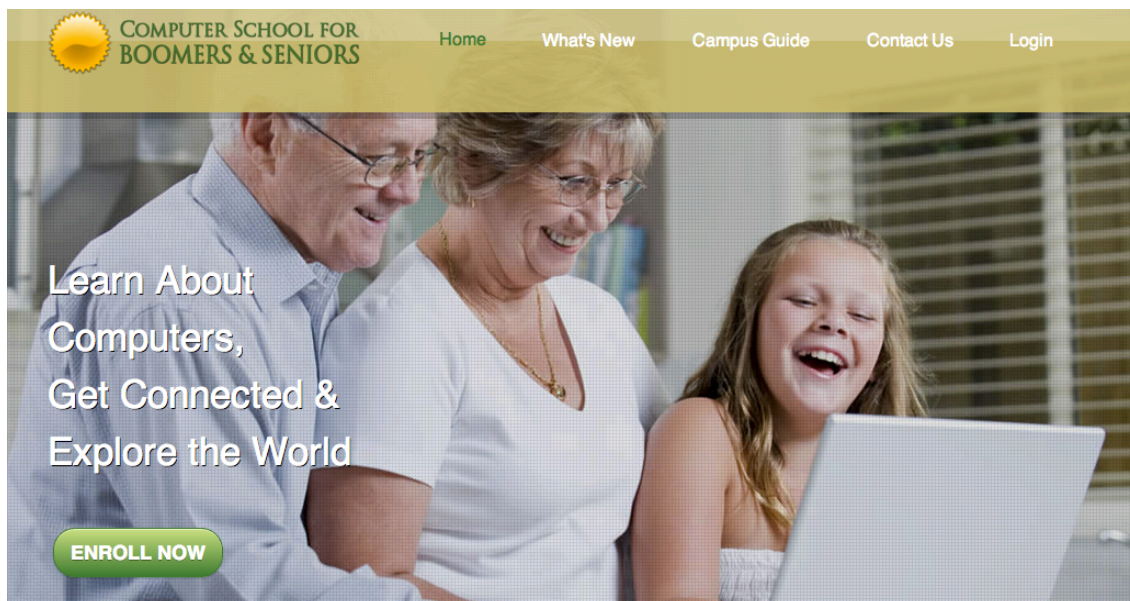 COMPUTER SCHOOL FOR
BOOMERS & SENIORS
Home What's New Campus Guide Contact Us Login
Learn About
Computers,
Get Connected &
Explore the World
ENROLL NOW